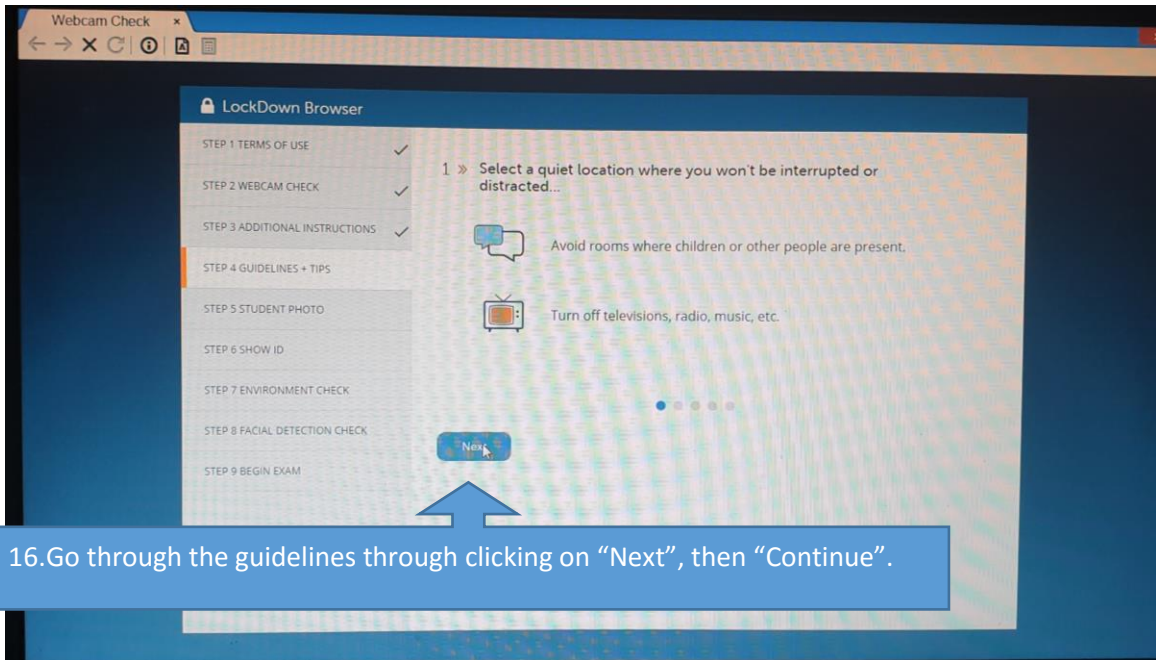 Webcam Check ×
LockDown Browser
STEP 1 TERMS OF USE
STEP 2 WEBCAM CHECK
STEP 3 ADDITIONAL INSTRUCTIONS
STEP 4 GUIDELINES + TIPS
STEP 5 STUDENT PHOTO
STEP 6 SHOW ID
STEP 7 ENVIRONMENT CHECK
STEP 8 FACIAL DETECTION CHECK
STEP 9 BEGIN EXAM
1 » Select a quiet location where you won't be interrupted or
distracted...
Avoid rooms where children or other people are present.
Turn off televisions, radio, music, etc.
Next
16.Go through the guidelines through clicking on “Next”, then “Continue”.